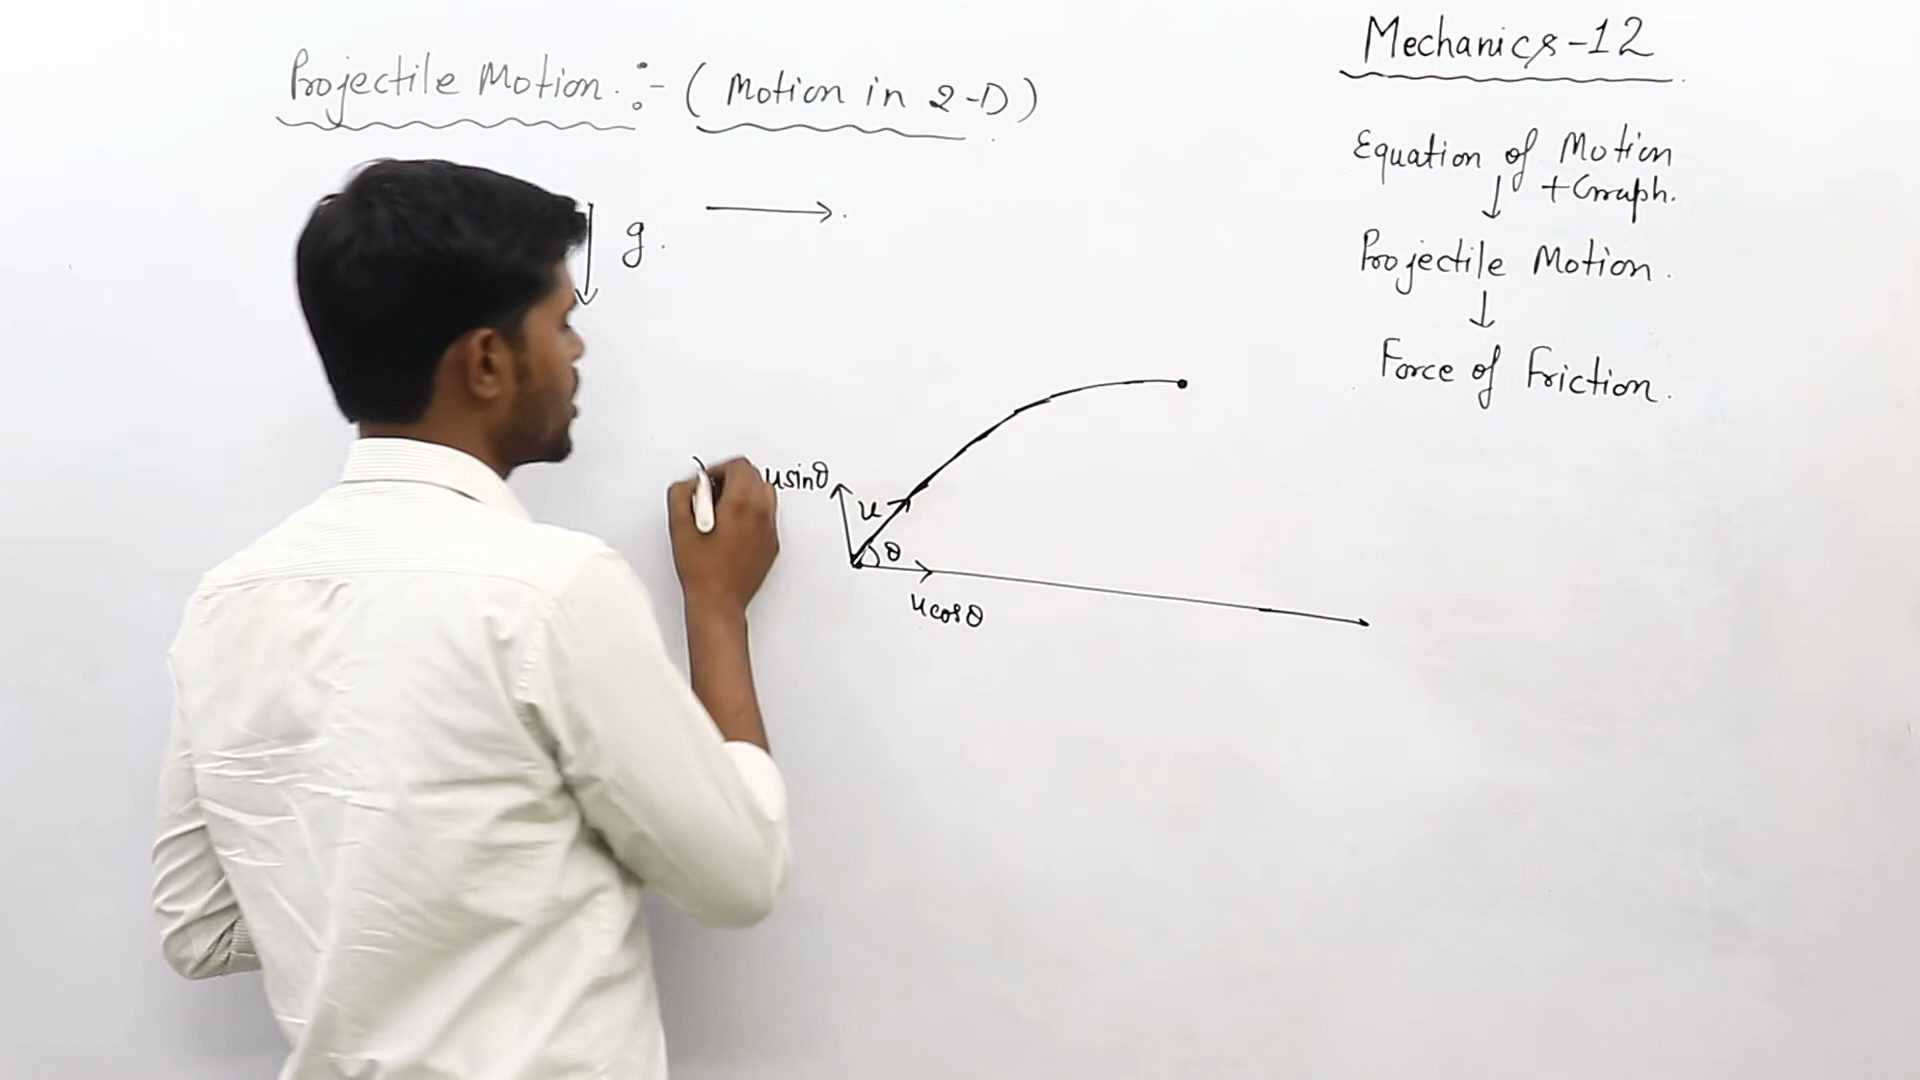 Projectile Motion :- (Motion in 2-D)
g.
usinθ
u
θ
ucosθ
Mechanics-12
Equation of Motion
↓ +Graph.
Projectile Motion.
↓
Force of Friction.